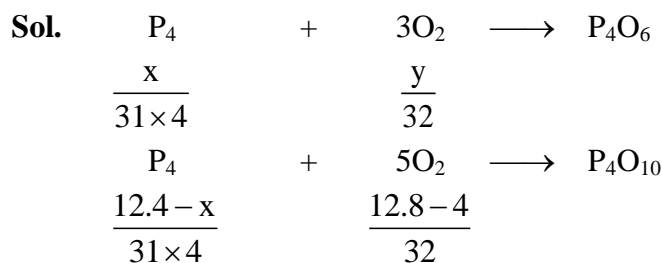 Sol. P₄ + 3O₂ ⟶ P₄O₆
x/(31×4) y/32
P₄ + 5O₂ ⟶ P₄O₁₀
(12.4 – x)/(31×4) (12.8 – 4)/32